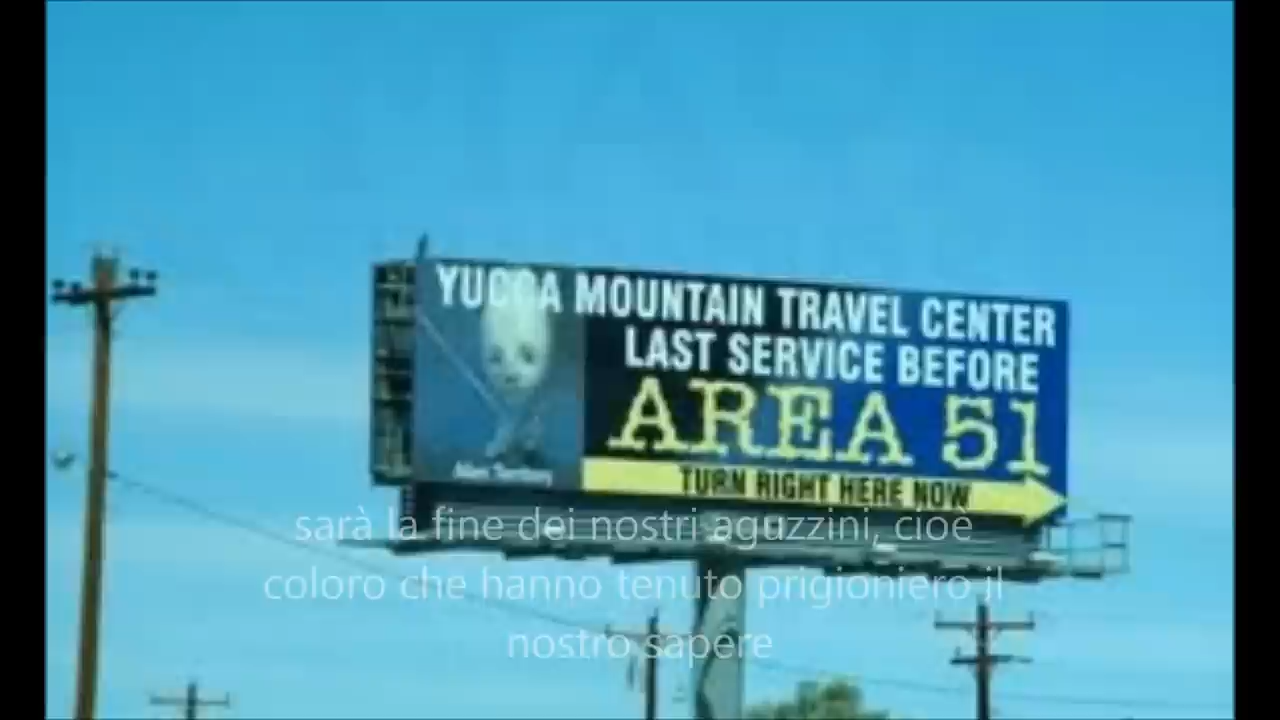 YUCCA MOUNTAIN TRAVEL CENTER
LAST SERVICE BEFORE
AREA 51
TURN RIGHT HERE NOW
sarà la fine dei nostri aguzzini, cioè
coloro che hanno tenuto prigioniero il
nostro sapere